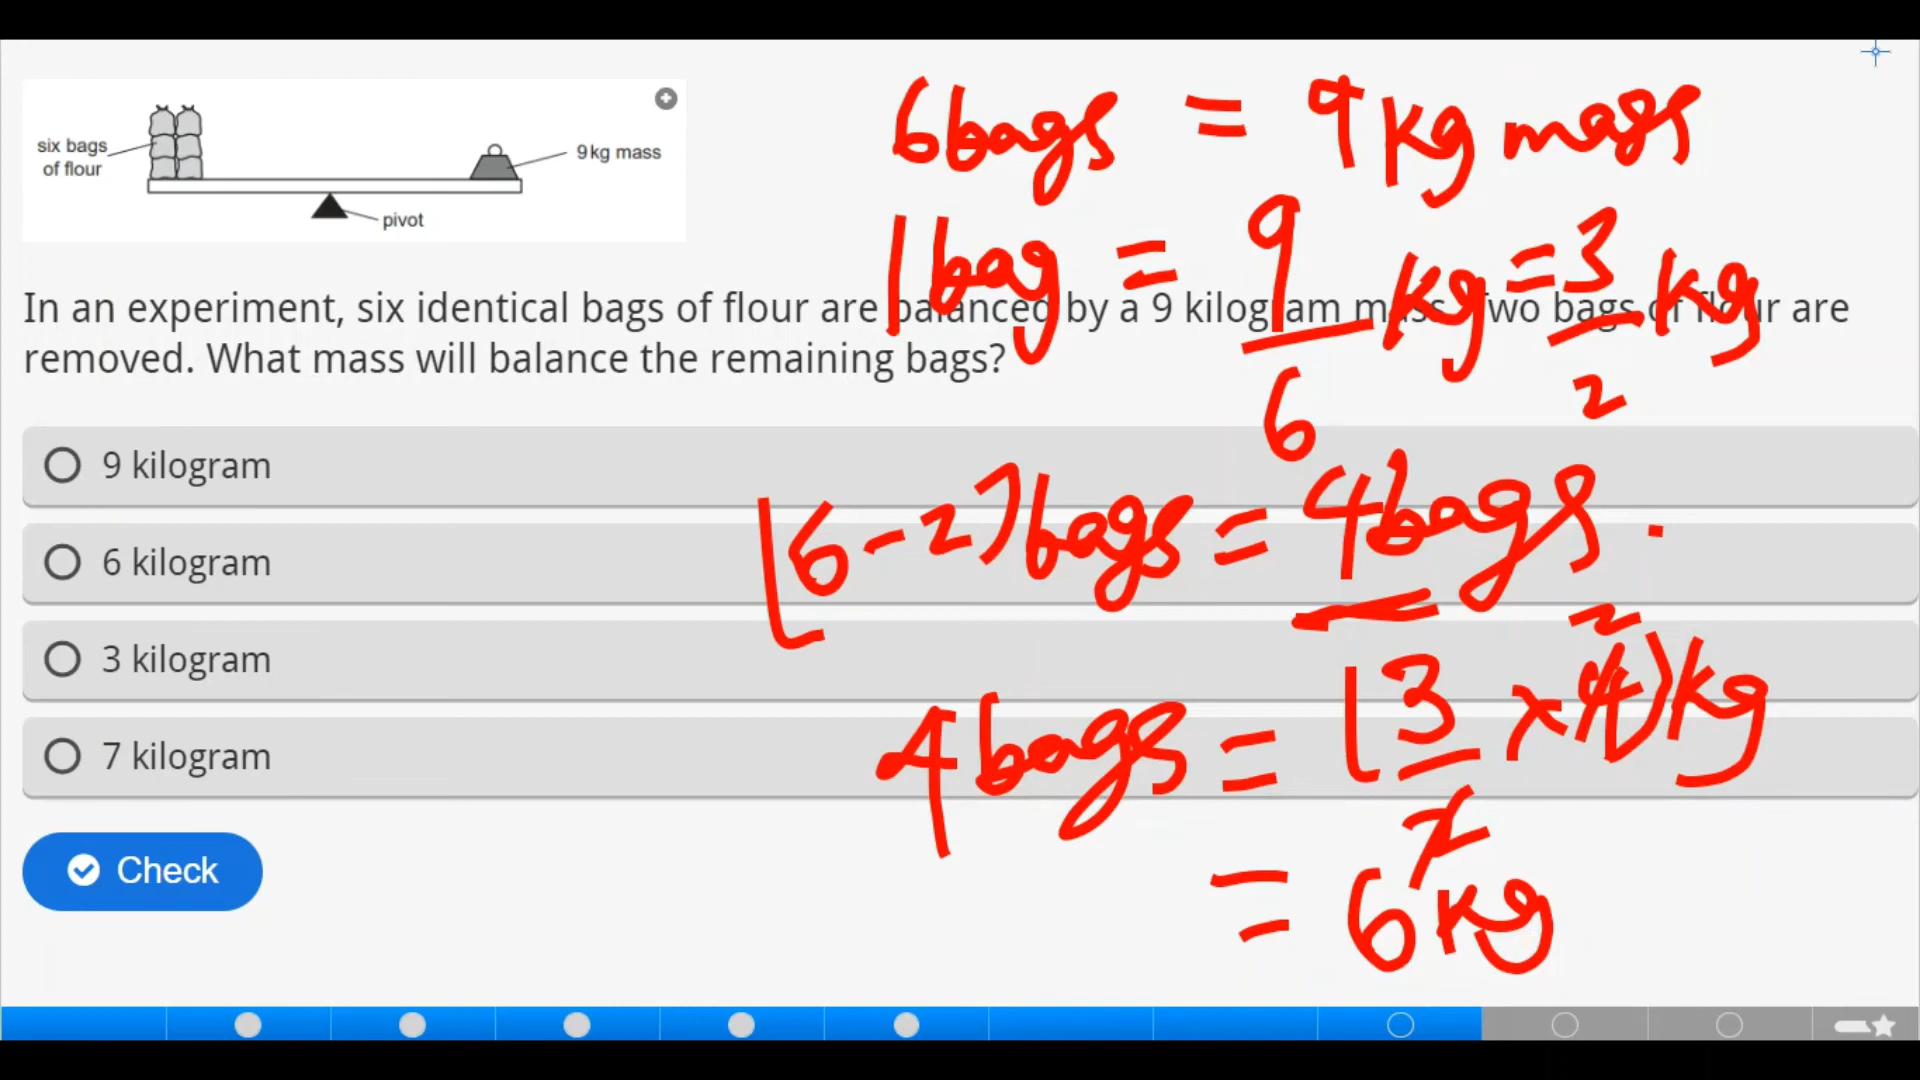 six bags
of flour
9 kg mass
pivot
In an experiment, six identical bags of flour are balanced by a 9 kilogram mass. Two bags of flour are
removed. What mass will balance the remaining bags?
9 kilogram
6 kilogram
3 kilogram
7 kilogram
Check
6 bags = 9 kg mass
1 bag = 9/6 kg = 3/2 kg
(6-2) bags = 4 bags.
4 bags = (3/2 × 4) kg
2
= 6 kg